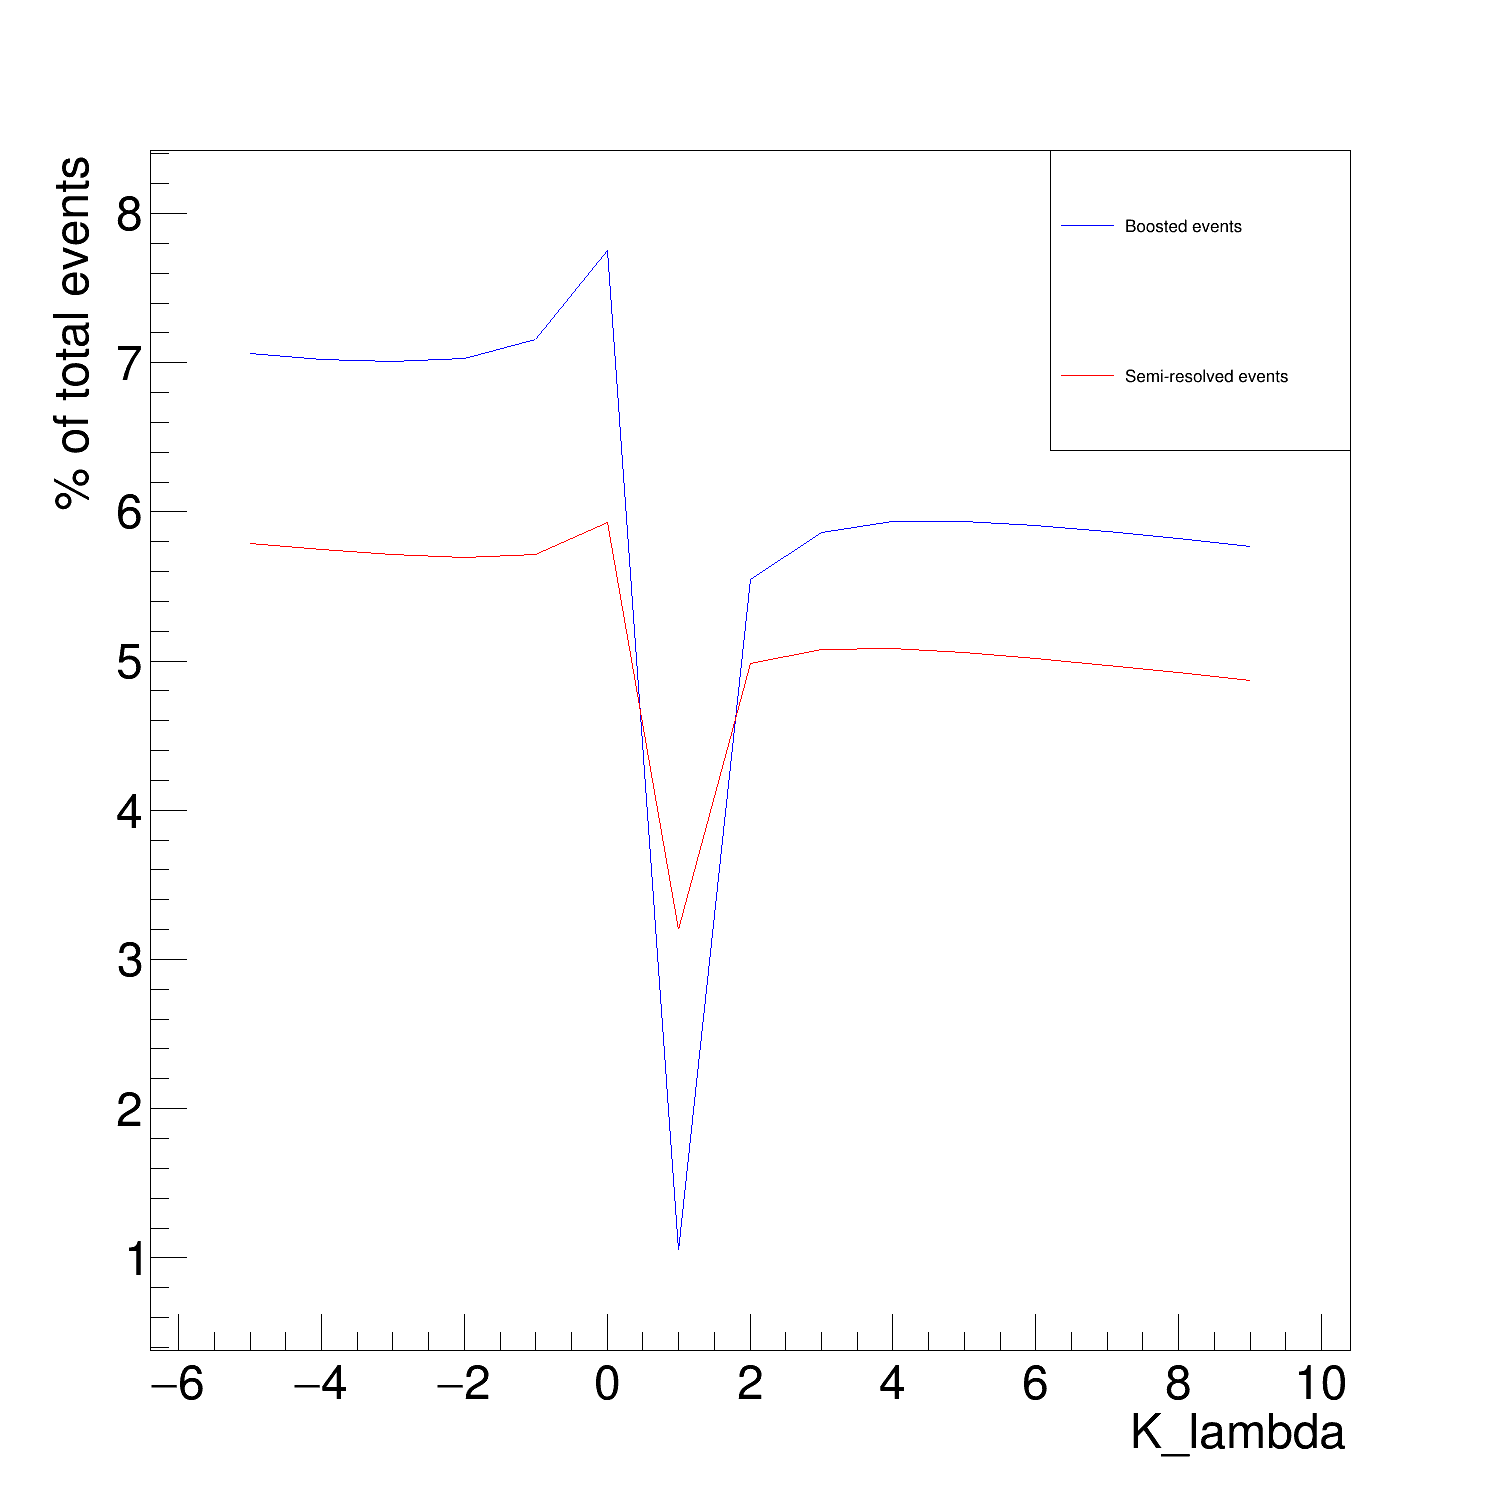 % of total events
8
7
6
5
4
3
2
1
Boosted events
Semi-resolved events
−6 −4 −2 0 2 4 6 8 10
K_lambda